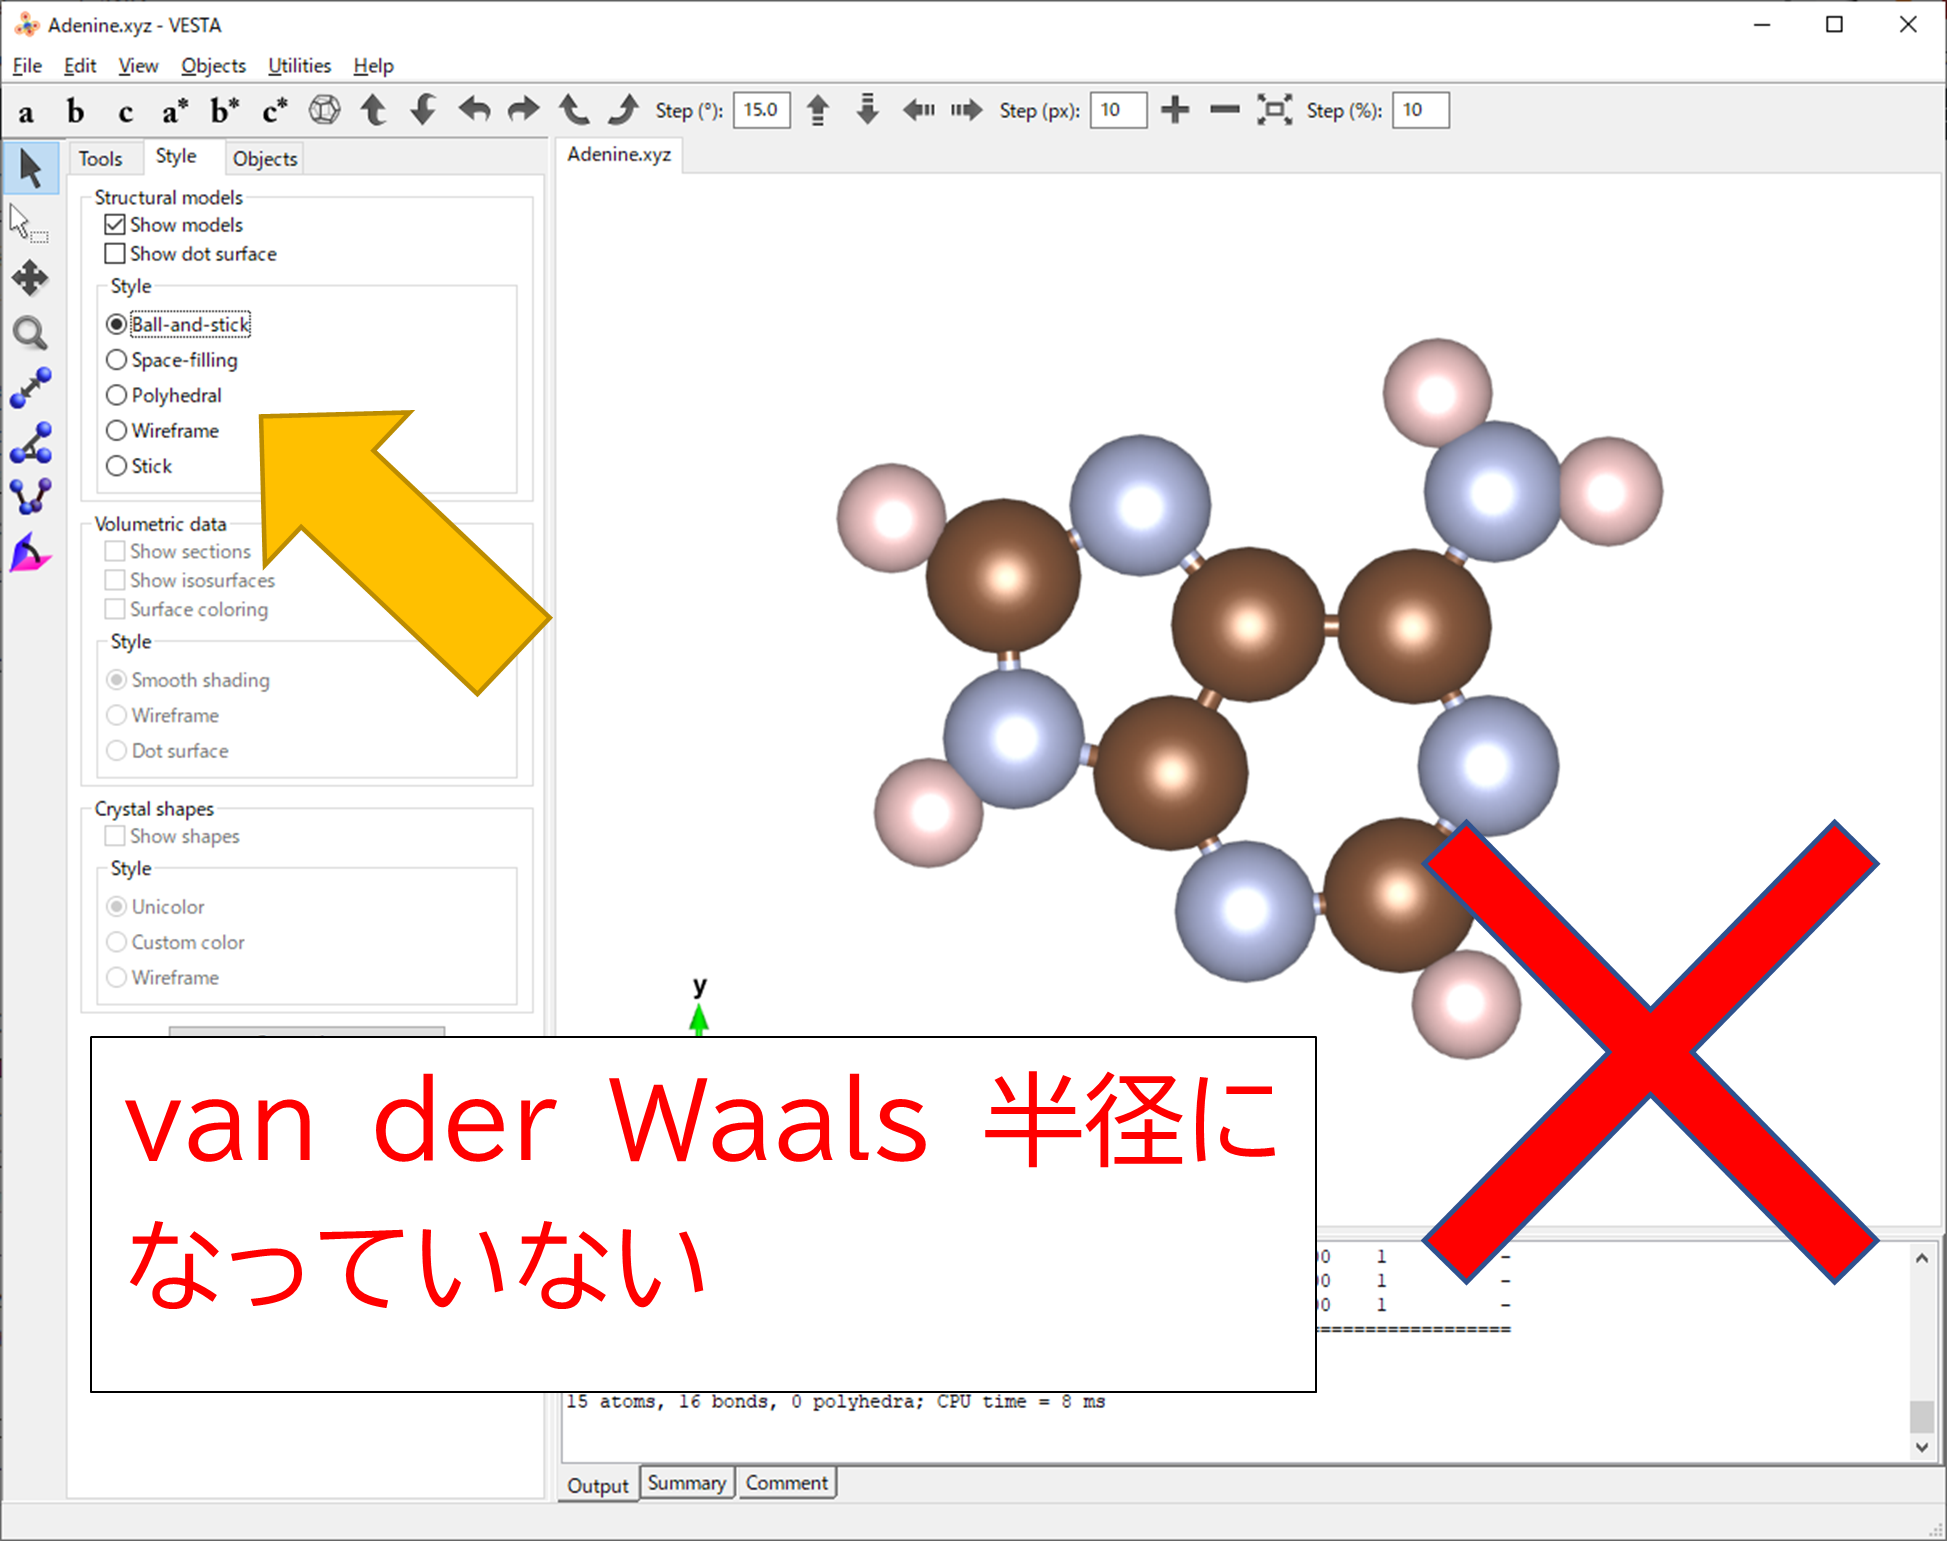 Adenine.xyz - VESTA
File Edit View Objects Utilities Help
a b c a* b* c* Step (°): 15.0 Step (px): 10 Step (%): 10
Tools Style Objects
Adenine.xyz
Structural models
Show models
Show dot surface
Style
Ball-and-stick
Space-filling
Polyhedral
Wireframe
Stick
Volumetric data
Show sections
Show isosurfaces
Surface coloring
Style
Smooth shading
Wireframe
Dot surface
Crystal shapes
Show shapes
Style
Unicolor
Custom color
Wireframe
y
van der Waals 半径に
なっていない
00 1 -
00 1 -
00 1 -
==================
15 atoms, 16 bonds, 0 polyhedra; CPU time = 8 ms
Output Summary Comment